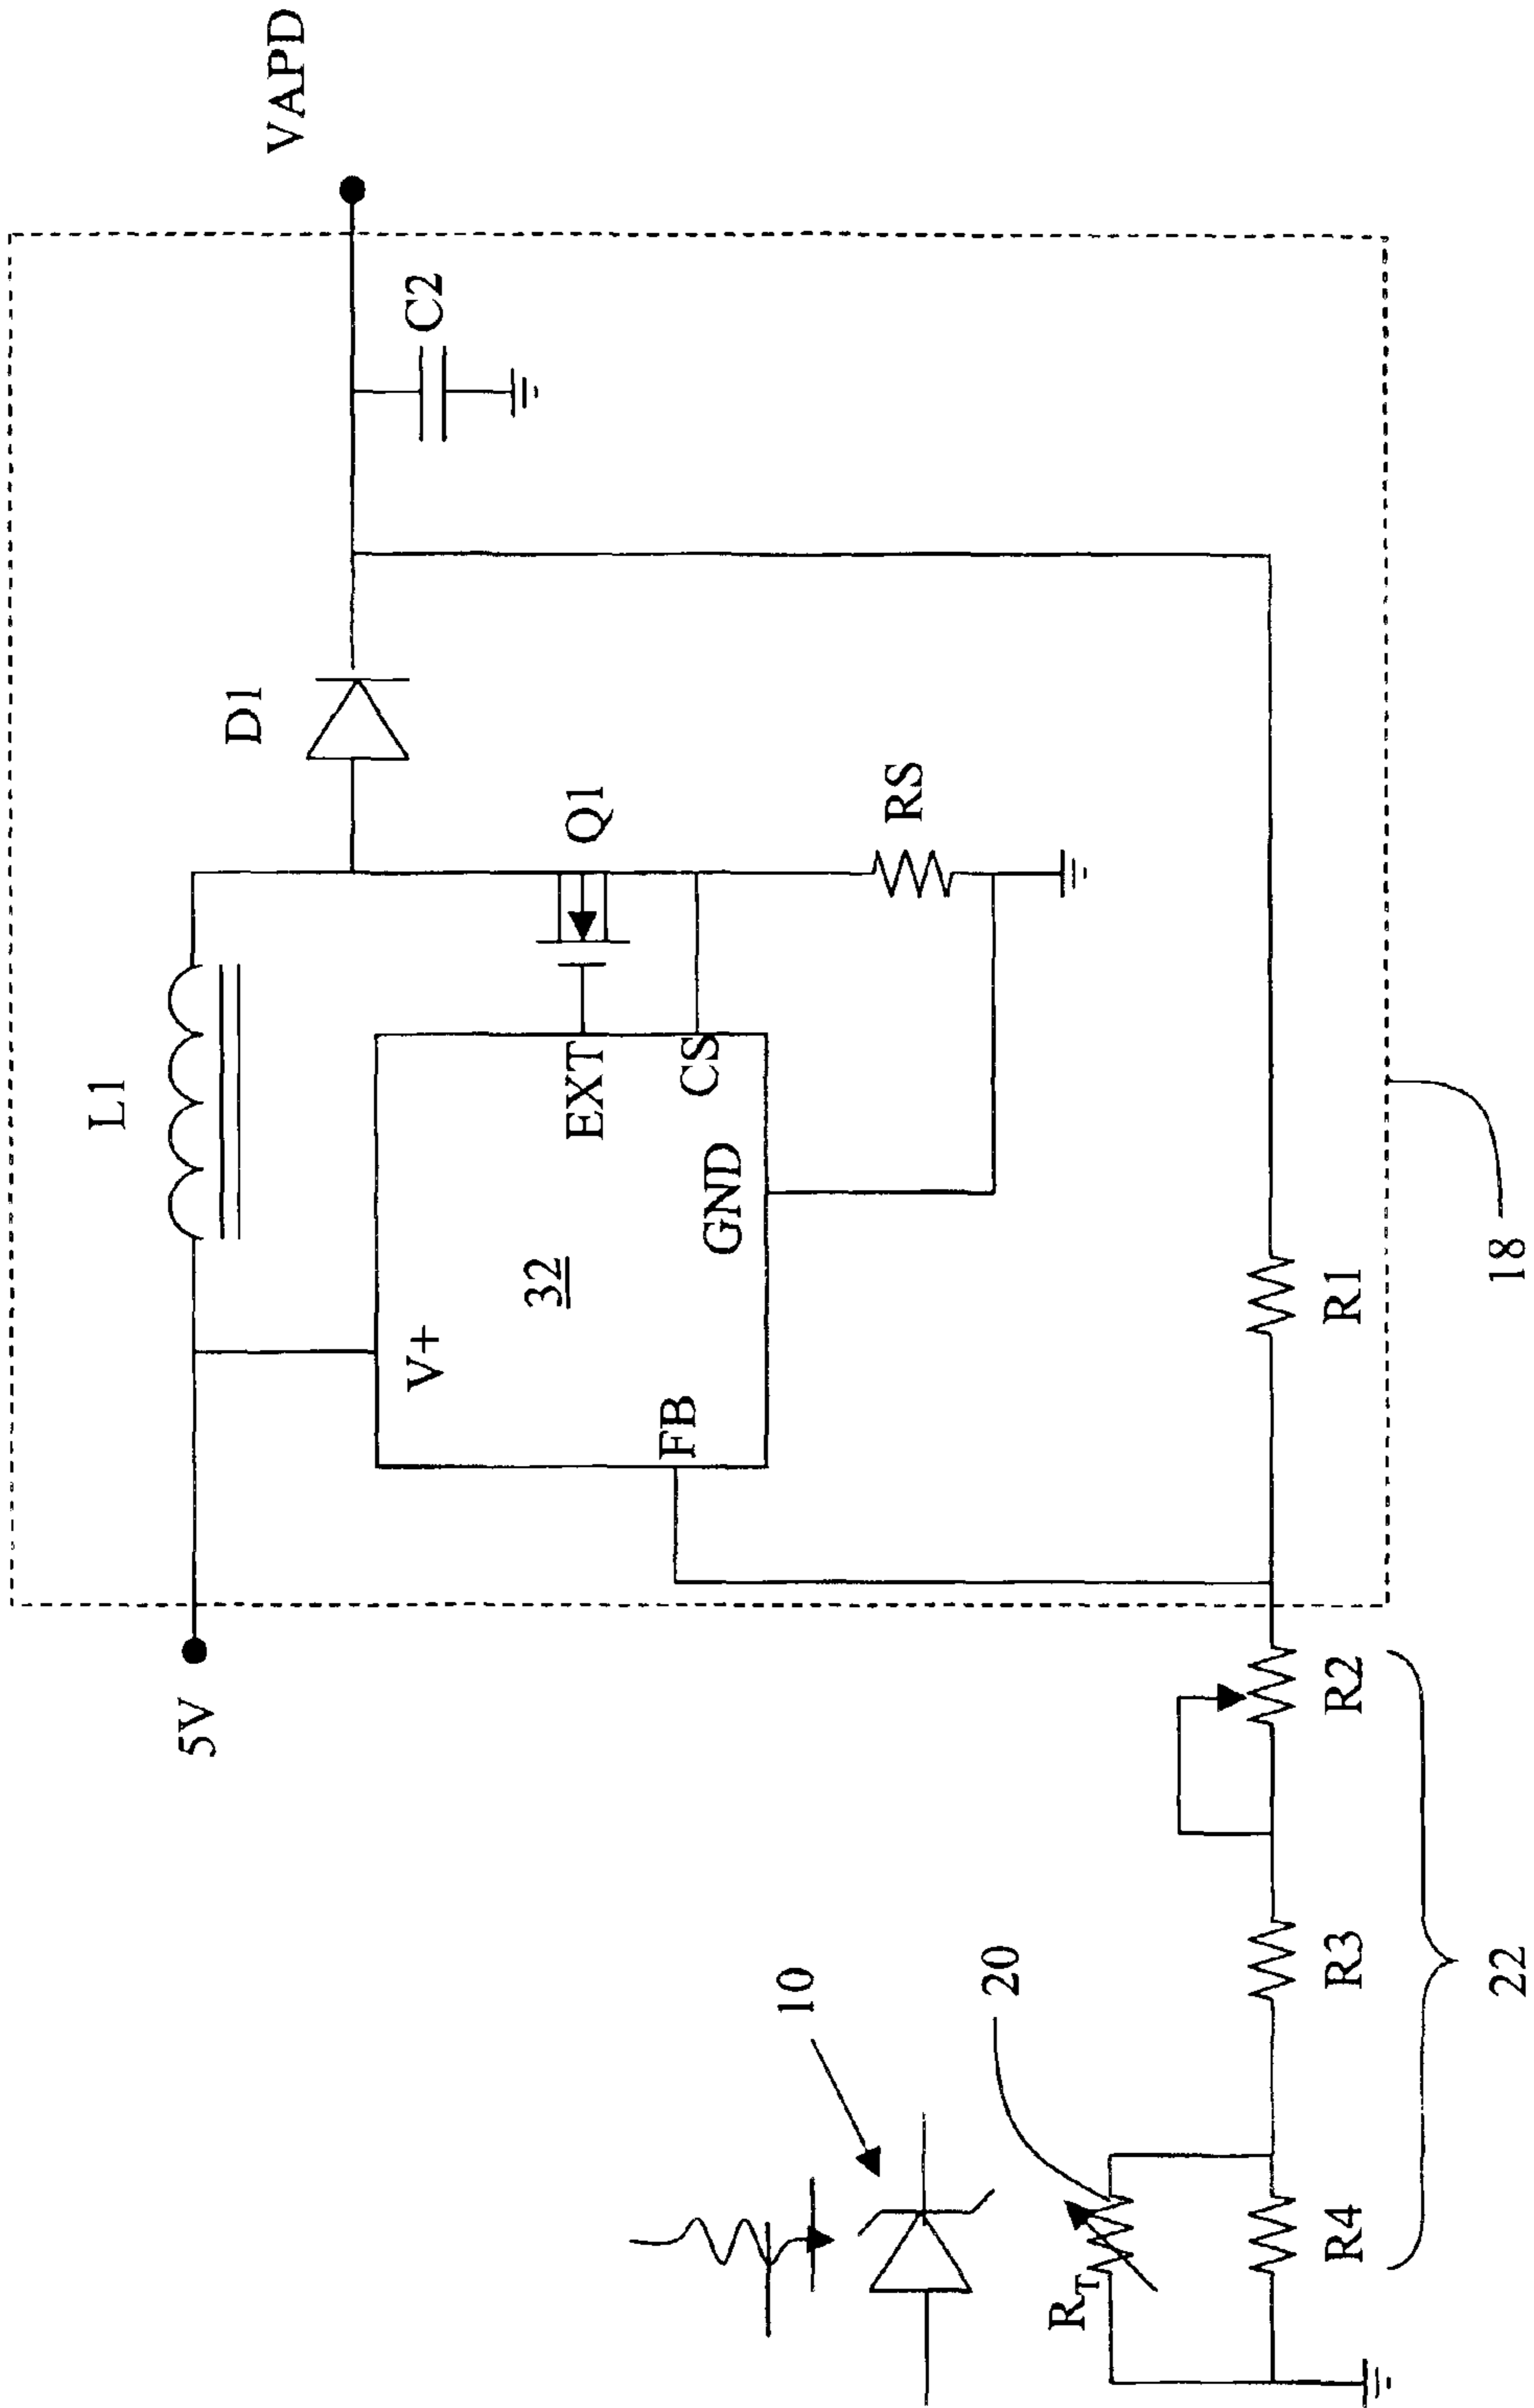 VAPD
C2
D1
Q1
RS
L1
EXT
CS
GND
32
V+
FB
R1
18
5V
R2
R3
22
10
20
RT
R4